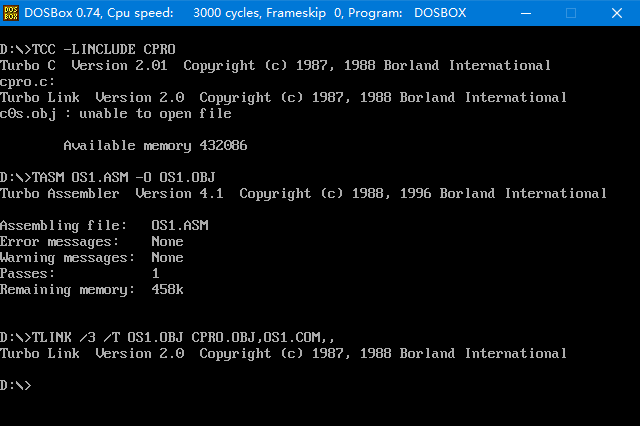 DOSBox 0.74, Cpu speed: 3000 cycles, Frameskip 0, Program: DOSBOX
D:\>TCC -LINCLUDE CPRO
Turbo C Version 2.01 Copyright (c) 1987, 1988 Borland International
cpro.c:
Turbo Link Version 2.0 Copyright (c) 1987, 1988 Borland International
c0s.obj : unable to open file
Available memory 432086
D:\>TASM OS1.ASM -O OS1.OBJ
Turbo Assembler Version 4.1 Copyright (c) 1988, 1996 Borland International
Assembling file: OS1.ASM
Error messages: None
Warning messages: None
Passes: 1
Remaining memory: 458k
D:\>TLINK /3 /T OS1.OBJ CPRO.OBJ,OS1.COM,,
Turbo Link Version 2.0 Copyright (c) 1987, 1988 Borland International
D:\>